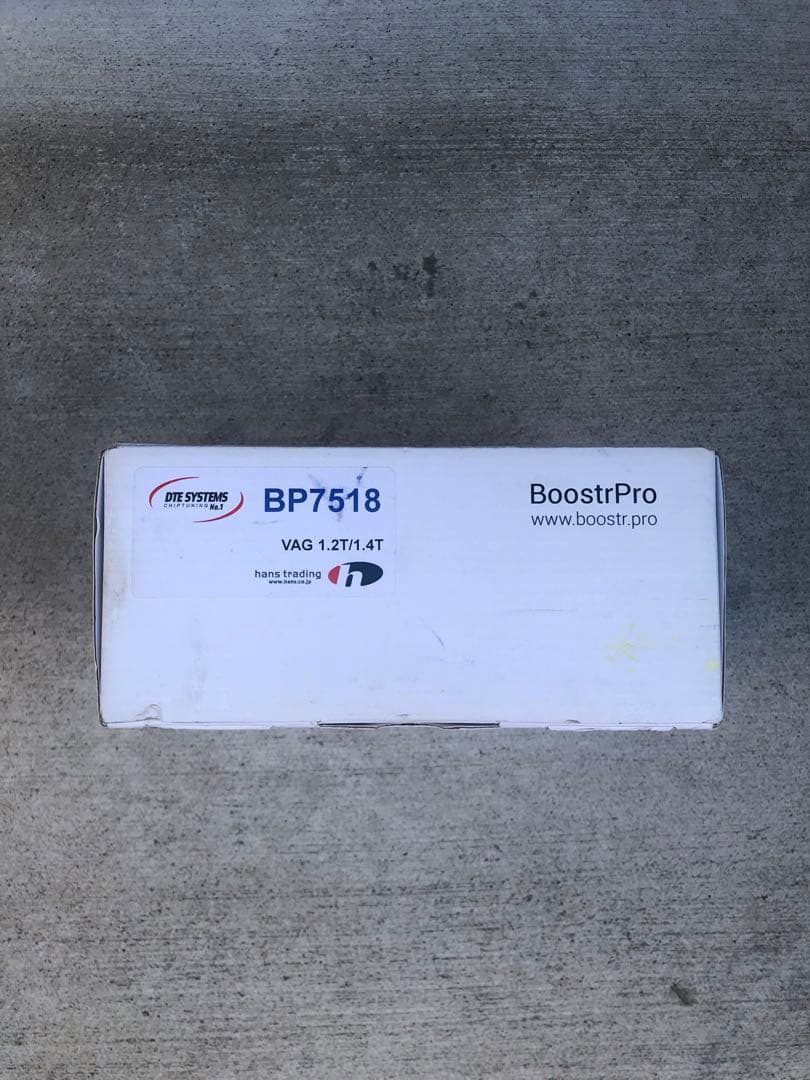 DTE SYSTEMS
CHIPTUNING No.1
BP7518
VAG 1.2T/1.4T
hans trading
www.hans.co.jp
h
BoostrPro
www.boostr.pro